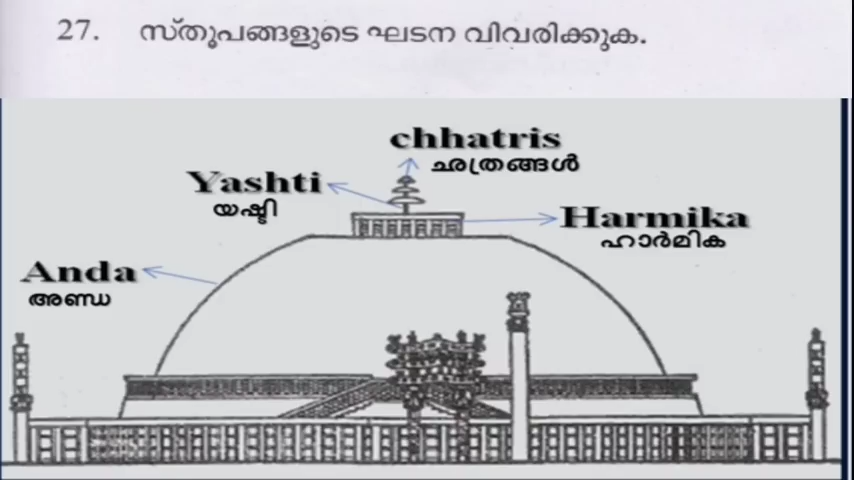 27. സ്തൂപങ്ങളുടെ ഘടന വിവരിക്കുക.
chhatris
ഛത്രങ്ങൾ
Yashti
യഷ്ടി
Harmika
ഹാർമിക
Anda
അണ്ഡ